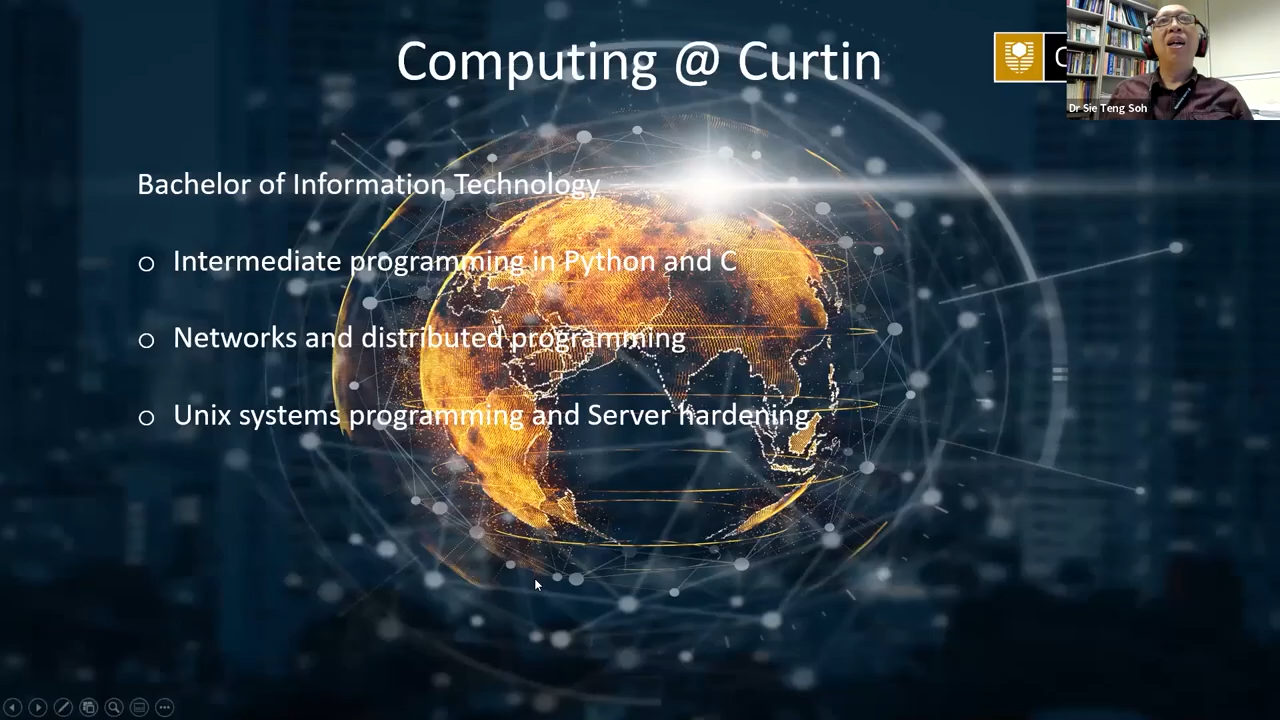 Computing @ Curtin
C
Dr Sie Teng Soh
Bachelor of Information Technology
o Intermediate programming in Python and C
o Networks and distributed programming
o Unix systems programming and Server hardening